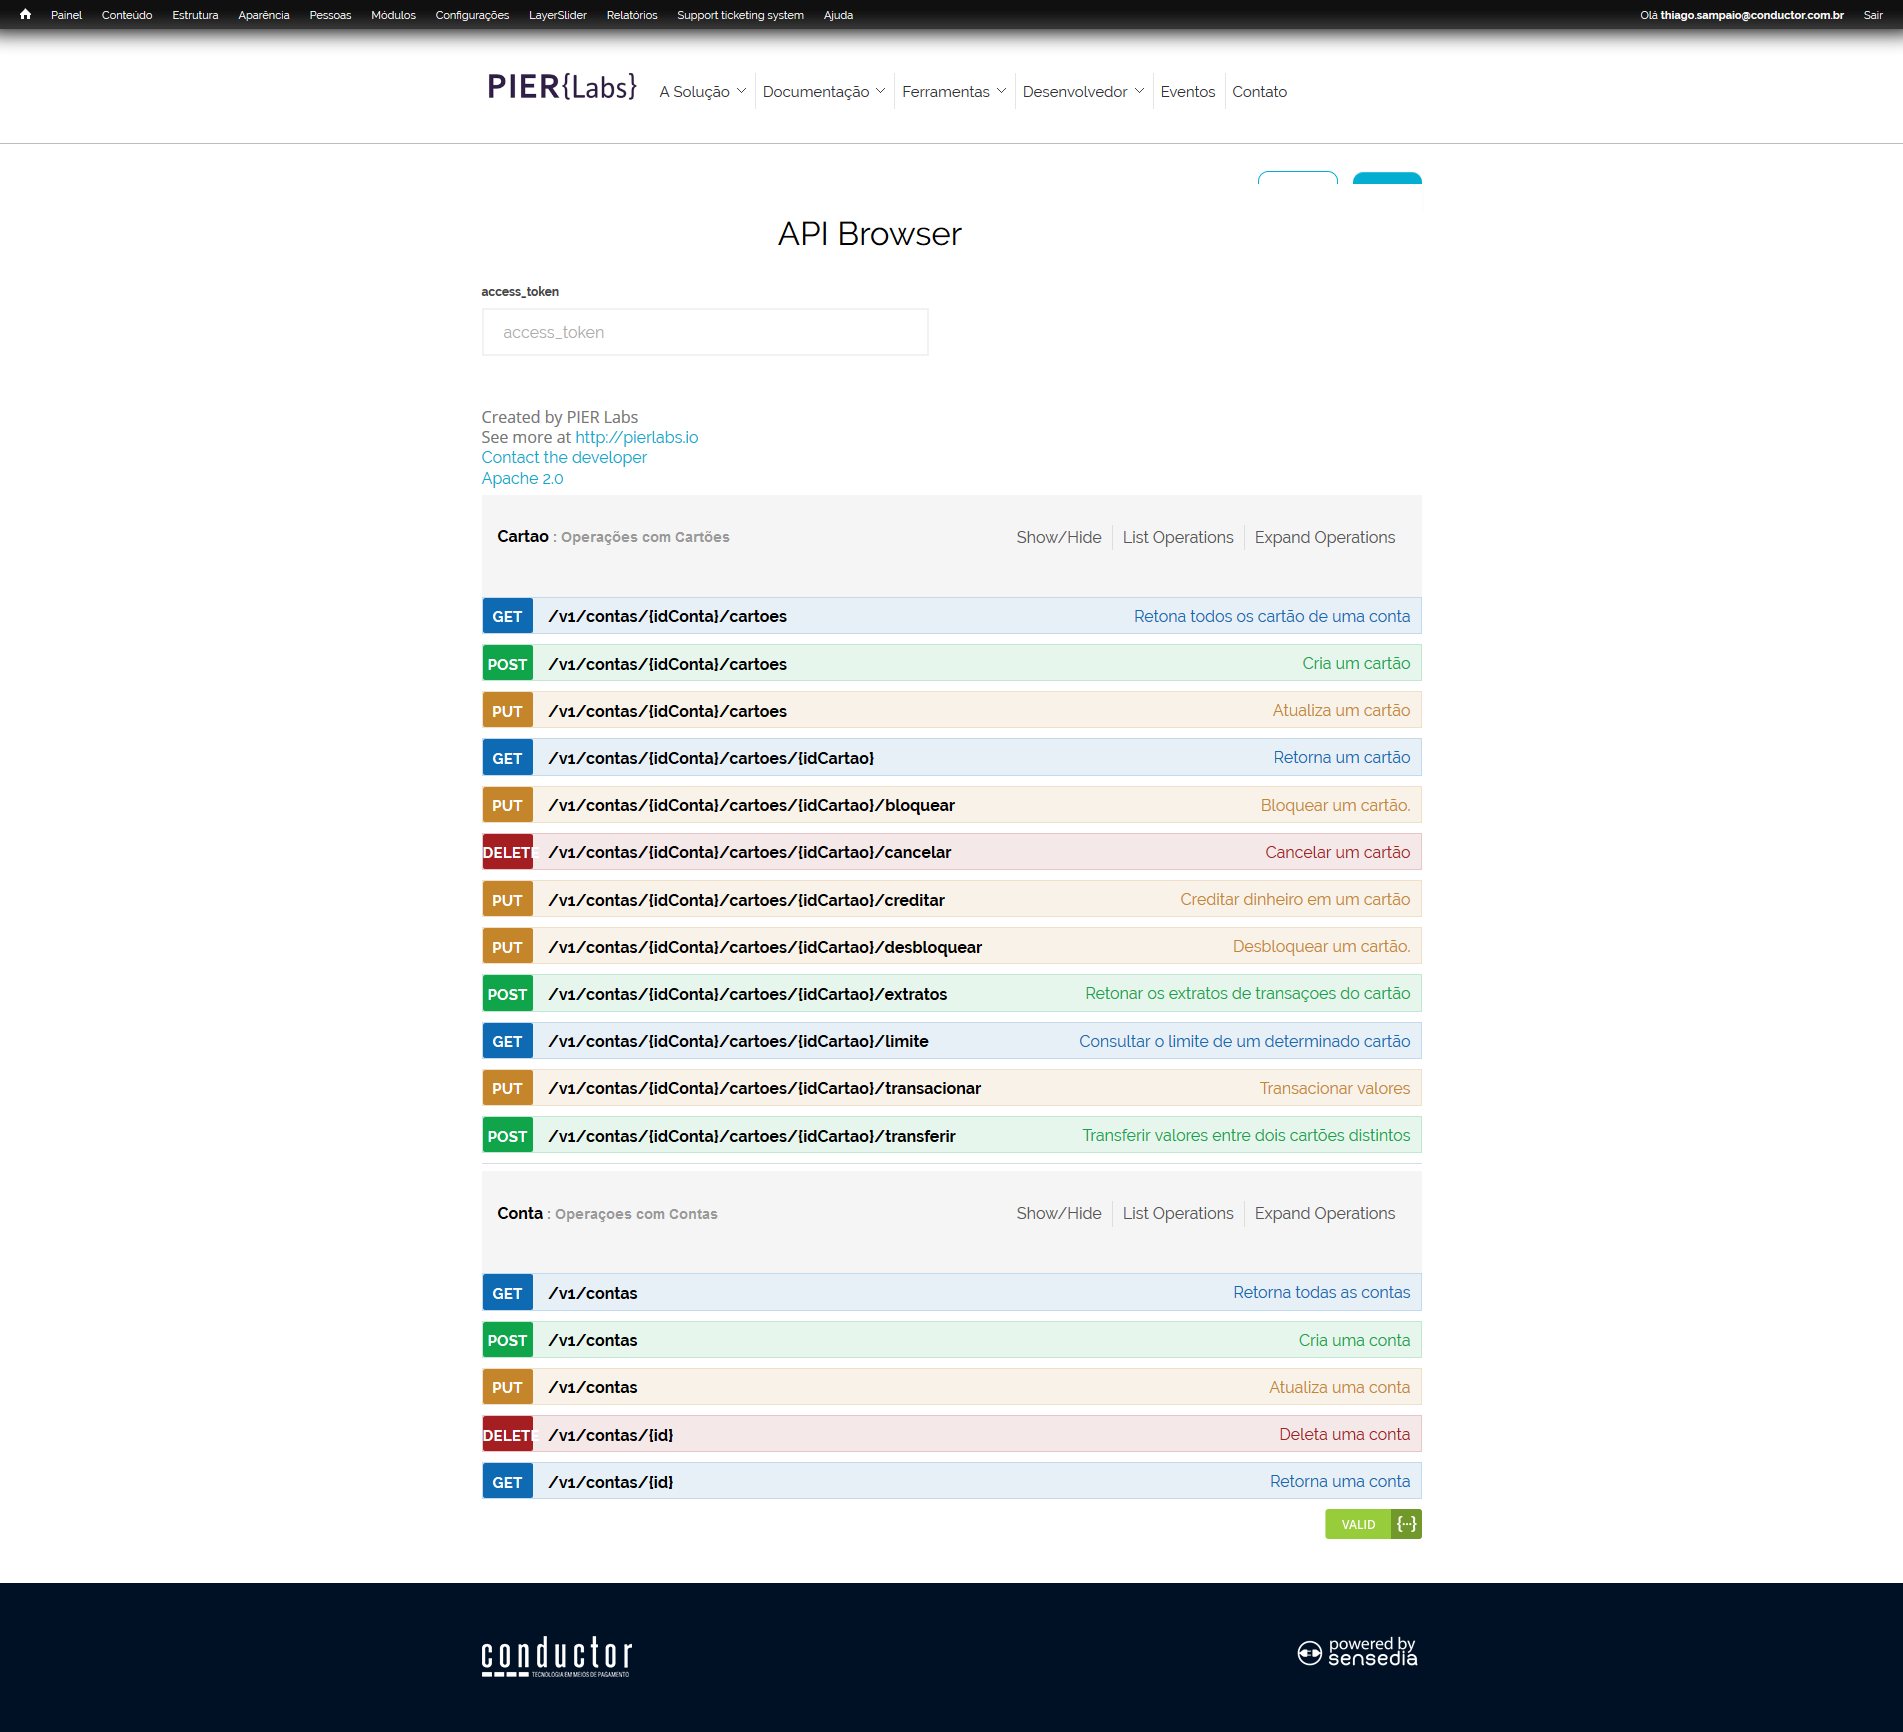 Painel Conteúdo Estrutura Aparência Pessoas Módulos Configurações LayerSlider Relatórios Support ticketing system Ajuda Olá thiago.sampaio@conductor.com.br Sair
PIER{Labs} A Solução Documentação Ferramentas Desenvolvedor Eventos Contato
API Browser
access_token
access_token
Created by PIER Labs
See more at http://pierlabs.io
Contact the developer
Apache 2.0
Cartao : Operações com Cartões Show/Hide List Operations Expand Operations
GET /v1/contas/{idConta}/cartoes Retona todos os cartão de uma conta
POST /v1/contas/{idConta}/cartoes Cria um cartão
PUT /v1/contas/{idConta}/cartoes Atualiza um cartão
GET /v1/contas/{idConta}/cartoes/{idCartao} Retorna um cartão
PUT /v1/contas/{idConta}/cartoes/{idCartao}/bloquear Bloquear um cartão.
DELETE /v1/contas/{idConta}/cartoes/{idCartao}/cancelar Cancelar um cartão
PUT /v1/contas/{idConta}/cartoes/{idCartao}/creditar Creditar dinheiro em um cartão
PUT /v1/contas/{idConta}/cartoes/{idCartao}/desbloquear Desbloquear um cartão.
POST /v1/contas/{idConta}/cartoes/{idCartao}/extratos Retonar os extratos de transaçoes do cartão
GET /v1/contas/{idConta}/cartoes/{idCartao}/limite Consultar o limite de um determinado cartão
PUT /v1/contas/{idConta}/cartoes/{idCartao}/transacionar Transacionar valores
POST /v1/contas/{idConta}/cartoes/{idCartao}/transferir Transferir valores entre dois cartões distintos
Conta : Operaçoes com Contas Show/Hide List Operations Expand Operations
GET /v1/contas Retorna todas as contas
POST /v1/contas Cria uma conta
PUT /v1/contas Atualiza uma conta
DELETE /v1/contas/{id} Deleta uma conta
GET /v1/contas/{id} Retorna uma conta
VALID {···}
conductor
TECNOLOGIA EM MEIOS DE PAGAMENTO
powered by
sensedia